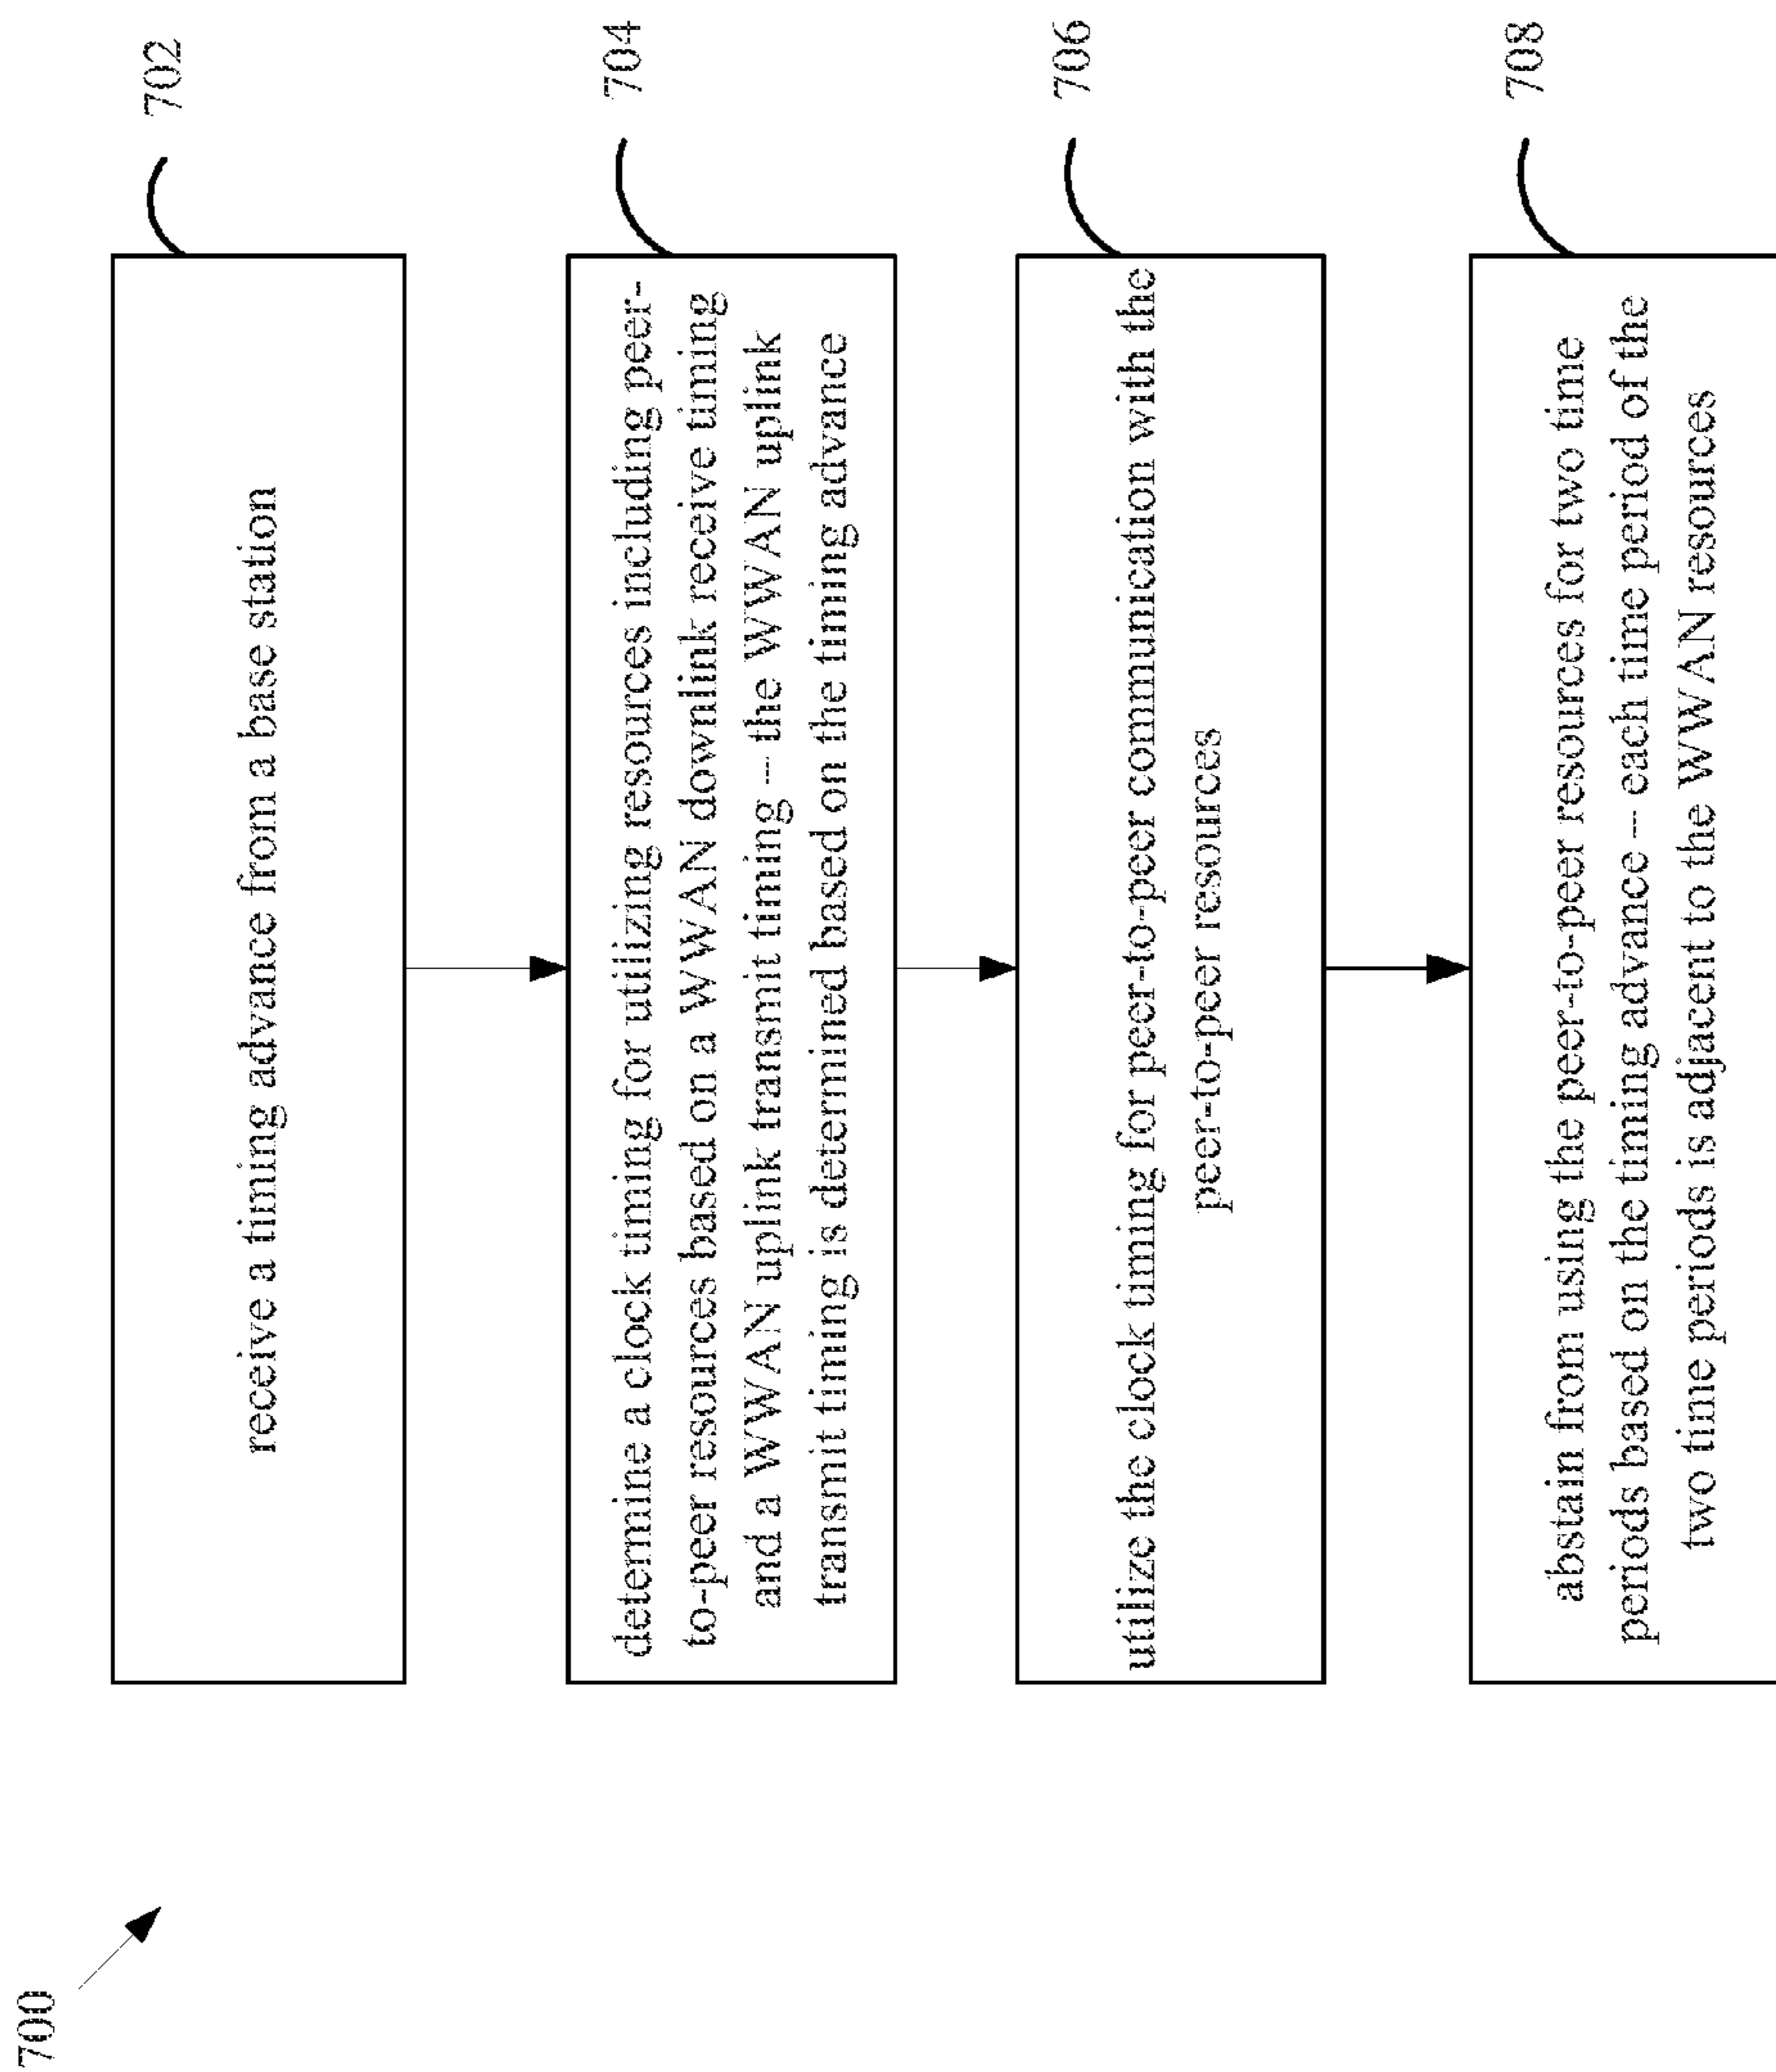 700
702
receive a timing advance from a base station
704
determine a clock timing for utilizing resources including peer-
to-peer resources based on a WWAN downlink receive timing
and a WWAN uplink transmit timing -- the WWAN uplink
transmit timing is determined based on the timing advance
706
utilize the clock timing for peer-to-peer communication with the
peer-to-peer resources
708
abstain from using the peer-to-peer resources for two time
periods based on the timing advance -- each time period of the
two time periods is adjacent to the WWAN resources